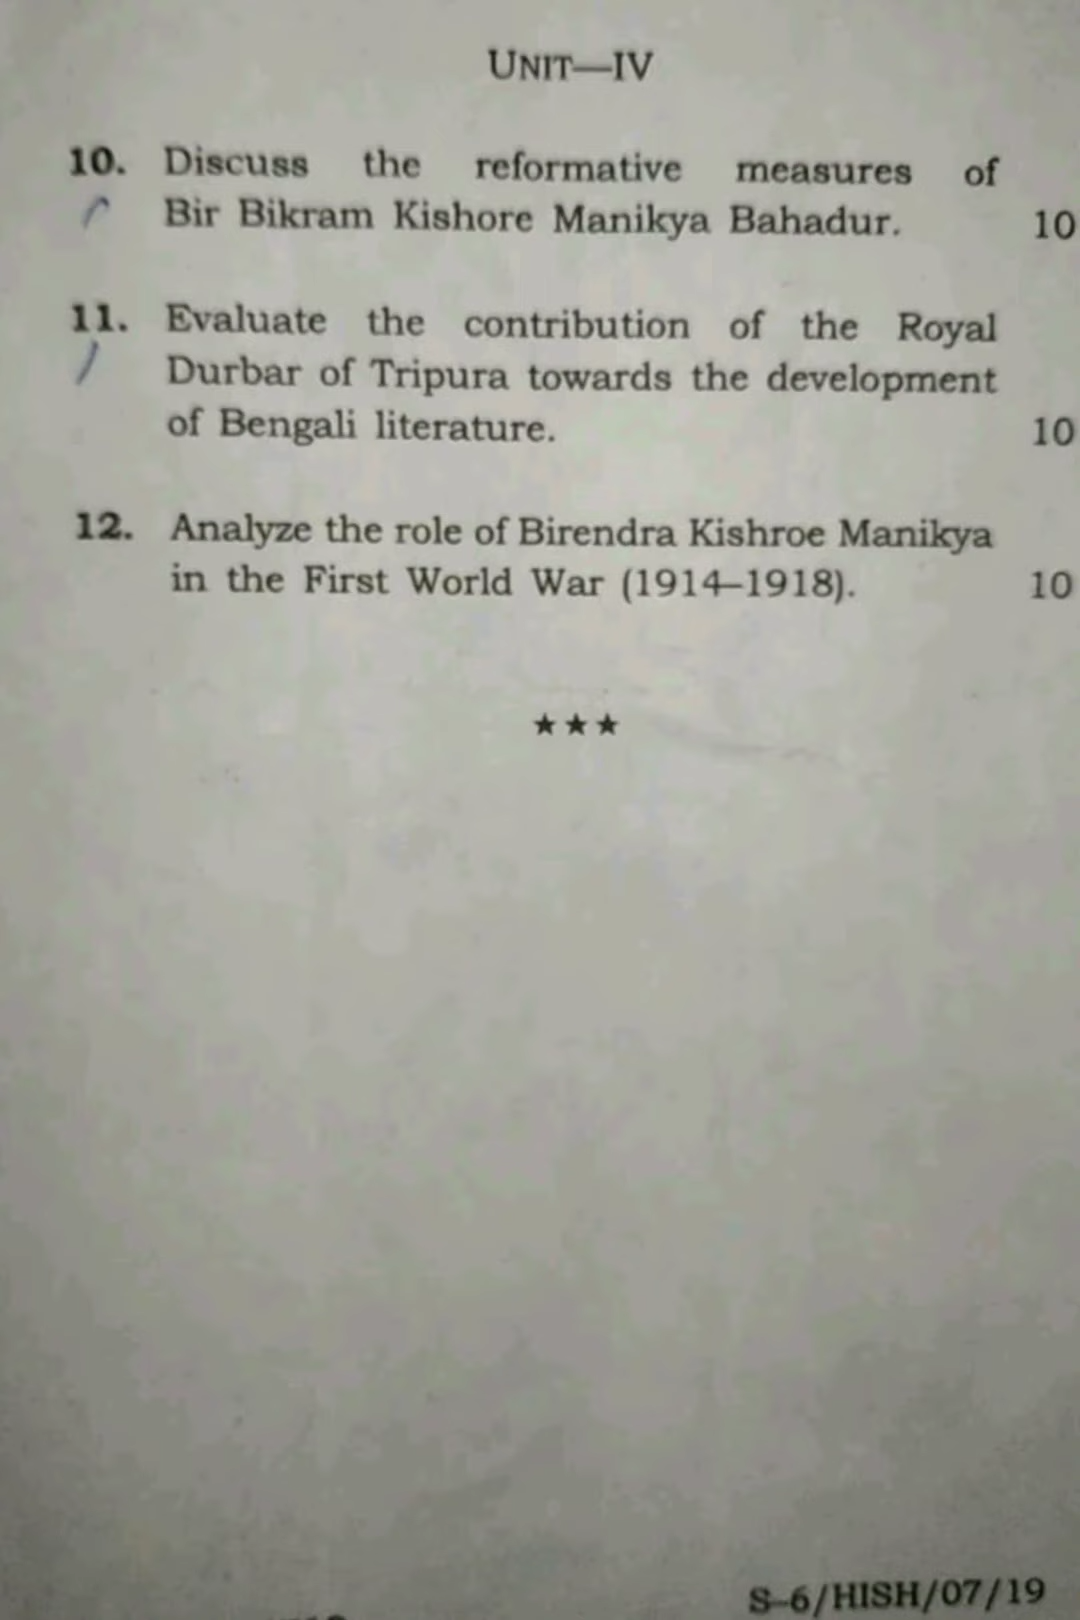 UNIT—IV
10. Discuss the reformative measures of
Bir Bikram Kishore Manikya Bahadur. 10
11. Evaluate the contribution of the Royal
Durbar of Tripura towards the development
of Bengali literature. 10
12. Analyze the role of Birendra Kishroe Manikya
in the First World War (1914–1918). 10
★★★
S–6/HISH/07/19